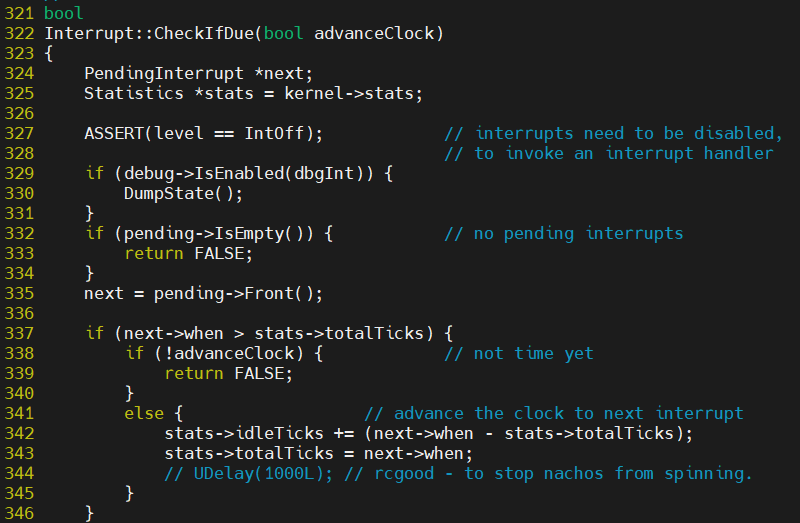 321 bool
322 Interrupt::CheckIfDue(bool advanceClock)
323 {
324     PendingInterrupt *next;
325     Statistics *stats = kernel->stats;
326
327     ASSERT(level == IntOff);            // interrupts need to be disabled,
328                                         // to invoke an interrupt handler
329     if (debug->IsEnabled(dbgInt)) {
330         DumpState();
331     }
332     if (pending->IsEmpty()) {           // no pending interrupts
333         return FALSE;
334     }
335     next = pending->Front();
336
337     if (next->when > stats->totalTicks) {
338         if (!advanceClock) {            // not time yet
339             return FALSE;
340         }
341         else {                  // advance the clock to next interrupt
342             stats->idleTicks += (next->when - stats->totalTicks);
343             stats->totalTicks = next->when;
344             // UDelay(1000L); // rcgood - to stop nachos from spinning.
345         }
346     }